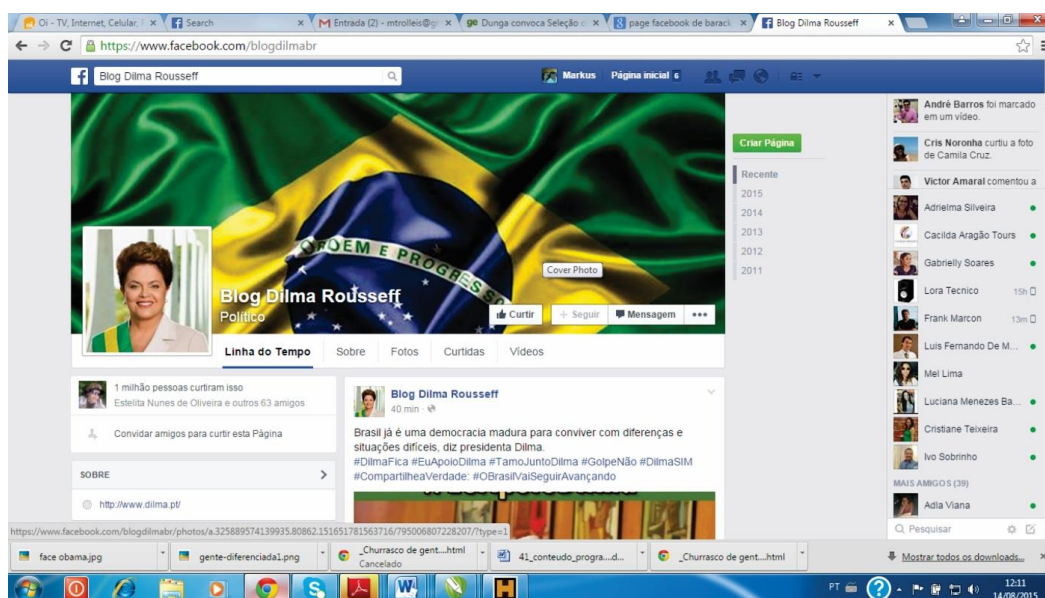 Oi - TV, Internet, Celular,
Search
Entrada (2) - mtrolleis@g
Dunga convoca Seleção
page facebook de barack
Blog Dilma Rousseff
https://www.facebook.com/blogdilmabr
Blog Dilma Rousseff
Markus
Página inicial 6
Cover Photo
ORDEM E PROGRESSO
Blog Dilma Rousseff
Político
Curtir
+ Seguir
Mensagem
Linha do Tempo
Sobre
Fotos
Curtidas
Vídeos
Criar Página
Recente
2015
2014
2013
2012
2011
1 milhão pessoas curtiram isso
Estelita Nunes de Oliveira e outros 63 amigos
Convidar amigos para curtir esta Página
SOBRE
http://www.dilma.pt/
Blog Dilma Rousseff
40 min
Brasil já é uma democracia madura para conviver com diferenças e
situações difíceis, diz presidenta Dilma.
#DilmaFica #EuApoioDilma #TamoJuntoDilma #GolpeNão #DilmaSIM
#CompartilheaVerdade: #OBrasilVaiSeguirAvançando
André Barros foi marcado
em um vídeo.
Cris Noronha curtiu a foto
de Camila Cruz.
Victor Amaral comentou a
Adrielma Silveira
Cacilda Aragão Tours
Gabrielly Soares
Lora Tecnico 15h
Frank Marcon 13m
Luis Fernando De M...
Mel Lima
Luciana Menezes Ba...
Cristiane Teixeira
Ivo Sobrinho
MAIS AMIGOS (39)
Adla Viana
Pesquisar
https://www.facebook.com/blogdilmabr/photos/a.325889574139935.80862.151651781563716/795006807228207/?type=1
face obama.jpg
gente-diferenciada1.png
_Churrasco de gent....html
Cancelado
41_conteudo_progra....d...
_Churrasco de gent....html
Mostrar todos os downloads...
PT
12:11
14/08/2015